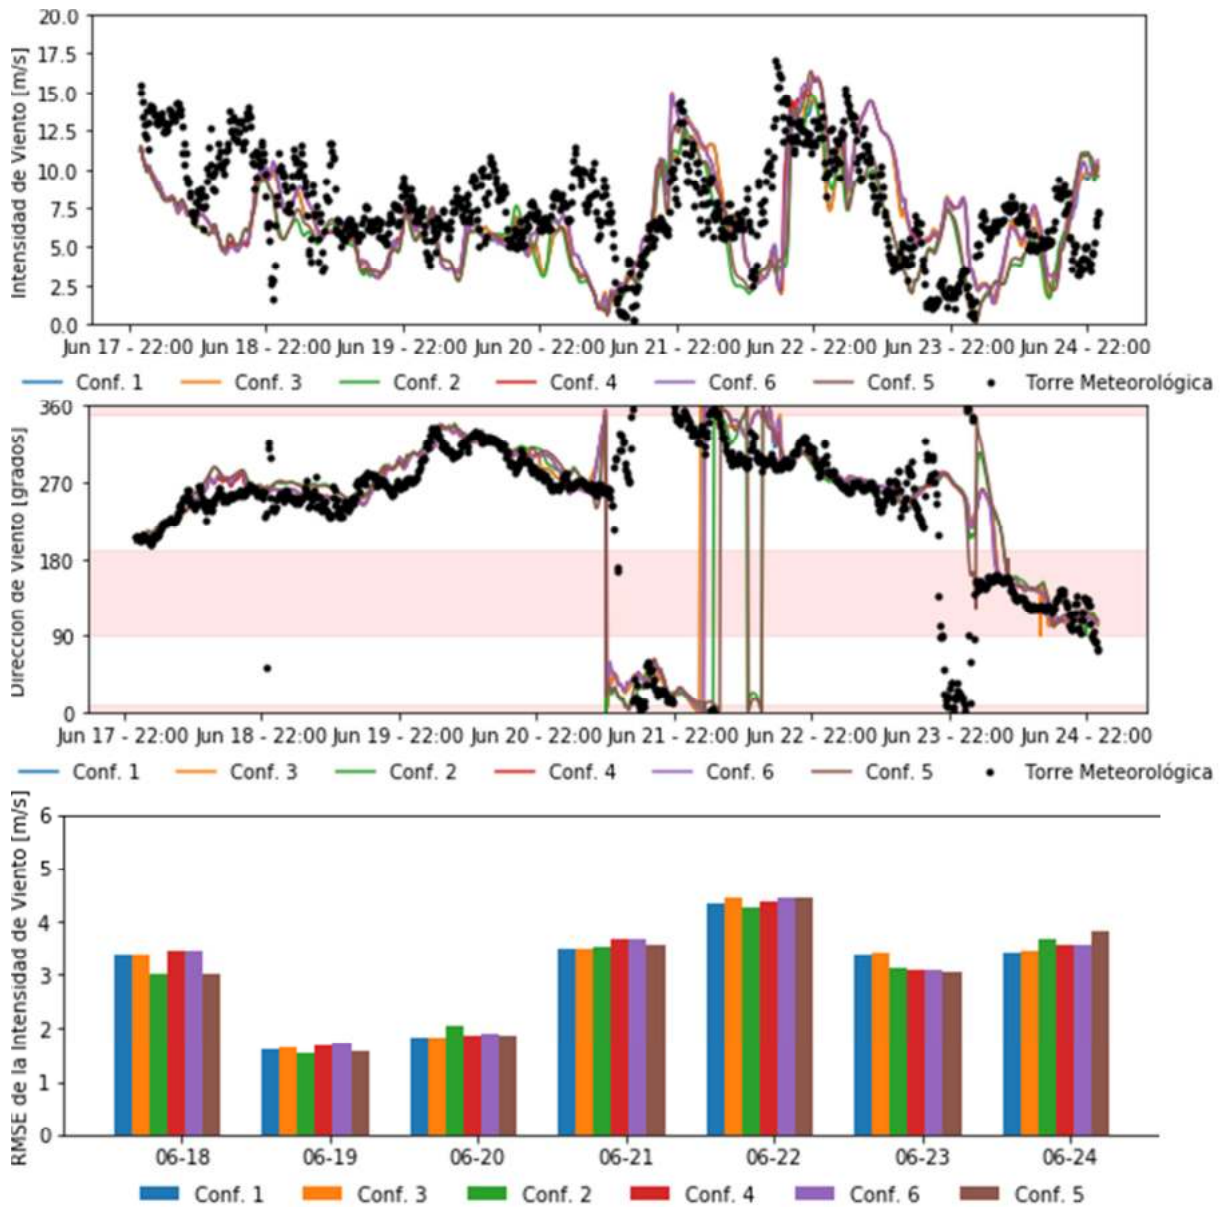 Intensidad de Viento [m/s]
20.0
17.5
15.0
12.5
10.0
7.5
5.0
2.5
0.0
Jun 17 - 22:00 Jun 18 - 22:00 Jun 19 - 22:00 Jun 20 - 22:00 Jun 21 - 22:00 Jun 22 - 22:00 Jun 23 - 22:00 Jun 24 - 22:00
Conf. 1 Conf. 3 Conf. 2 Conf. 4 Conf. 6 Conf. 5 Torre Meteorológica
Direccion de Viento [grados]
360
270
180
90
0
Jun 17 - 22:00 Jun 18 - 22:00 Jun 19 - 22:00 Jun 20 - 22:00 Jun 21 - 22:00 Jun 22 - 22:00 Jun 23 - 22:00 Jun 24 - 22:00
Conf. 1 Conf. 3 Conf. 2 Conf. 4 Conf. 6 Conf. 5 Torre Meteorológica
RMSE de la Intensidad de Viento [m/s]
6
5
4
3
2
1
0
06-18 06-19 06-20 06-21 06-22 06-23 06-24
Conf. 1 Conf. 3 Conf. 2 Conf. 4 Conf. 6 Conf. 5